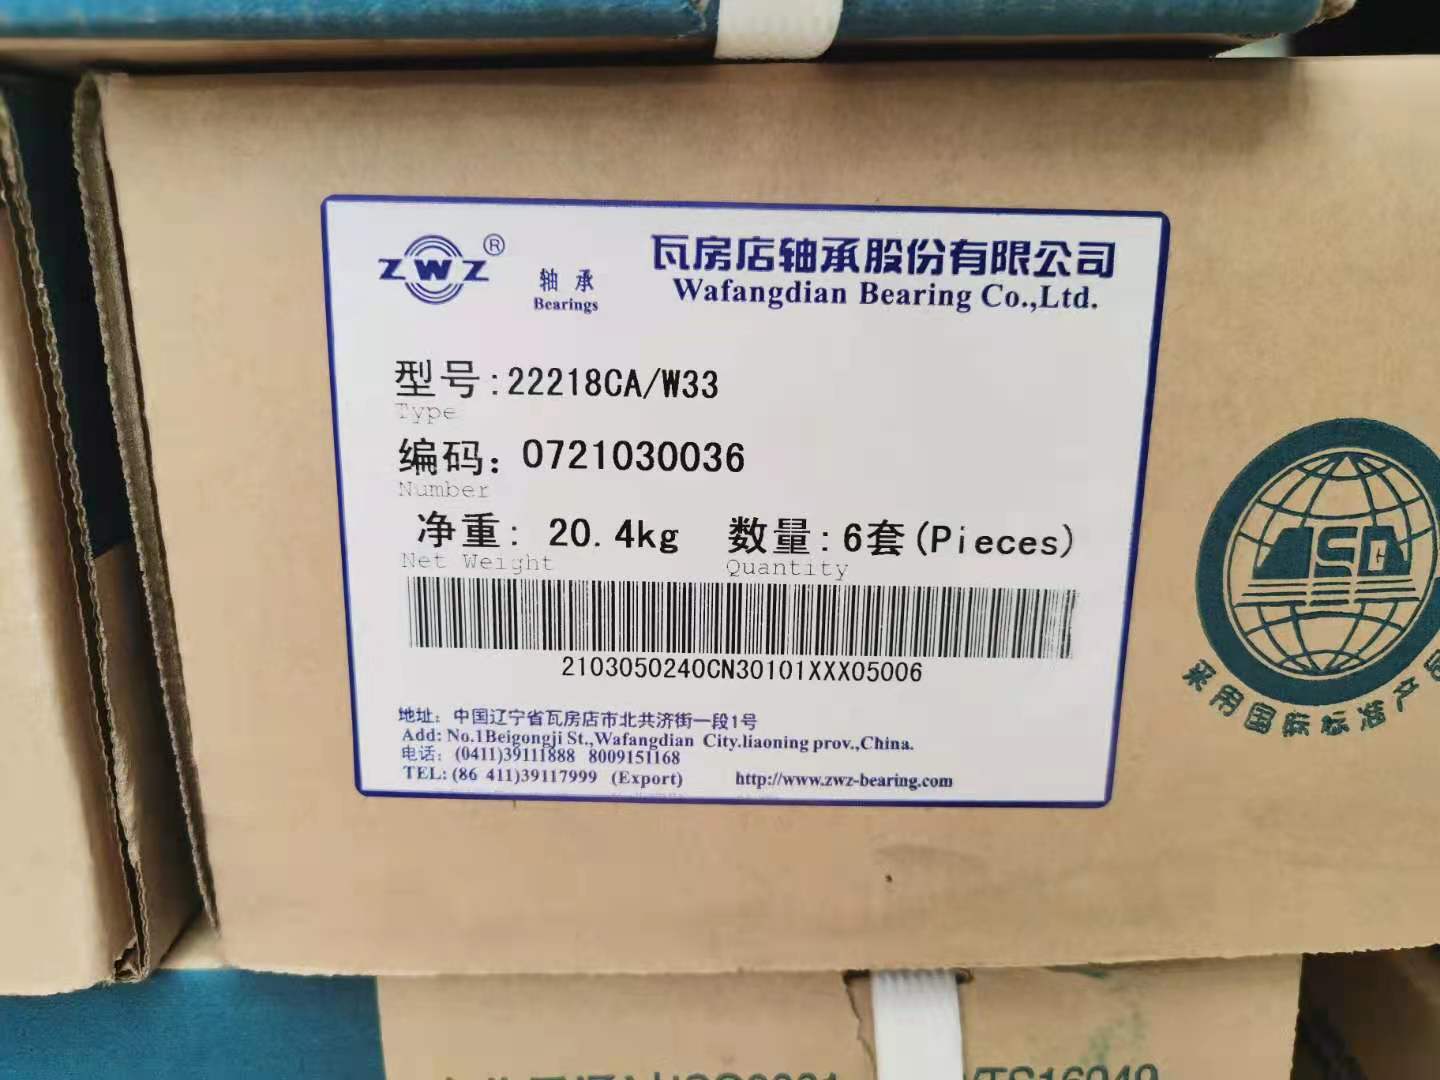 ZWZ®
轴承
Bearings
瓦房店轴承股份有限公司
Wafangdian Bearing Co.,Ltd.
型号:22218CA/W33
Type
编码: 0721030036
Number
净重: 20.4kg 数量:6套(Pieces)
Net Weight Quantity
2103050240CN30101XXX05006
地址: 中国辽宁省瓦房店市北共济街一段1号
Add: No.1Beigongji St.,Wafangdian City.liaoning prov.,China.
电话: (0411)39111888 8009151168
TEL: (86 411)39117999 (Export) http://www.zwz-bearing.com
采用国际标准产